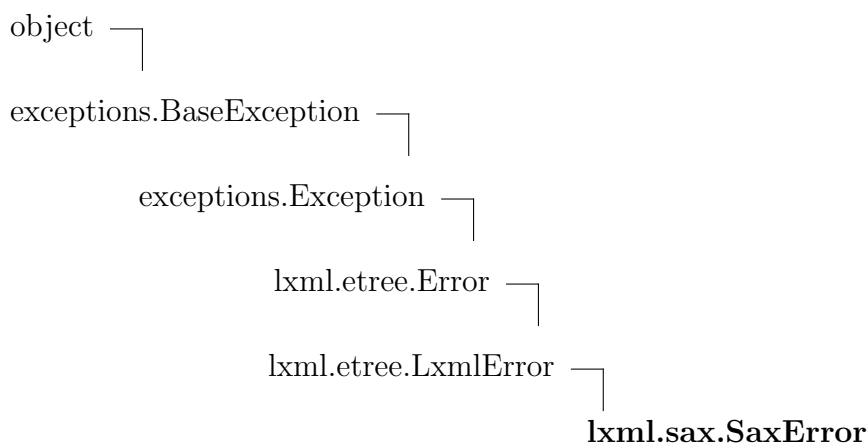 object
exceptions.BaseException
exceptions.Exception
lxml.etree.Error
lxml.etree.LxmlError
lxml.sax.SaxError